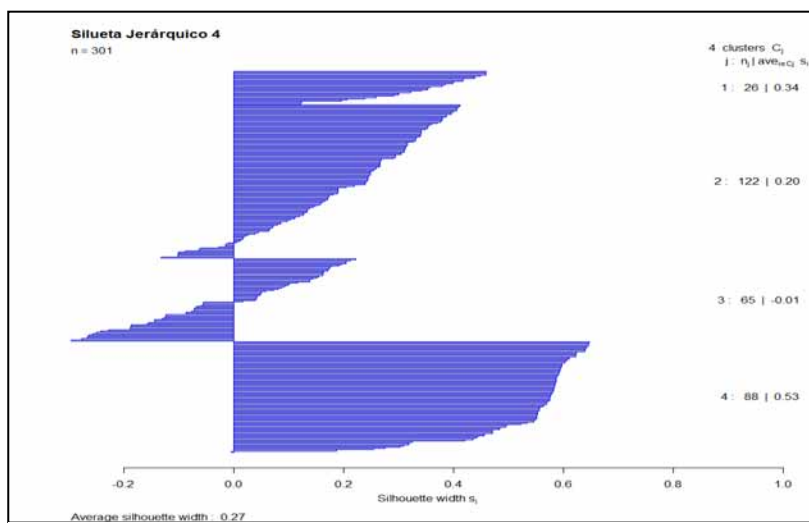 Silueta Jerárquico 4
n = 301
4 clusters Cj
j : nj | avei∈Cj si
1 : 26 | 0.34
2 : 122 | 0.20
3 : 65 | -0.01
4 : 88 | 0.53
-0.2 0.0 0.2 0.4 0.6 0.8 1.0
Silhouette width si
Average silhouette width : 0.27